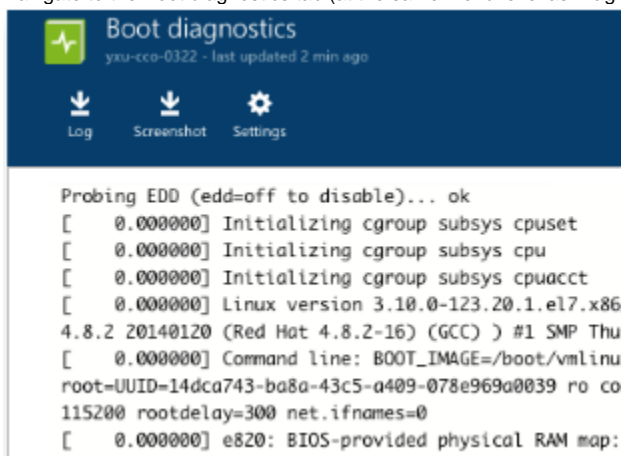 Boot diagnostics
yxu-cco-0322 - last updated 2 min ago
Log Screenshot Settings
Probing EDD (edd=off to disable)... ok
[ 0.000000] Initializing cgroup subsys cpuset
[ 0.000000] Initializing cgroup subsys cpu
[ 0.000000] Initializing cgroup subsys cpuacct
[ 0.000000] Linux version 3.10.0-123.20.1.el7.x86
4.8.2 20140120 (Red Hat 4.8.2-16) (GCC) ) #1 SMP Thu
[ 0.000000] Command line: BOOT_IMAGE=/boot/vmlinu
root=UUID=14dca743-ba8a-43c5-a409-078e969a0039 ro co
115200 rootdelay=300 net.ifnames=0
[ 0.000000] e820: BIOS-provided physical RAM map: